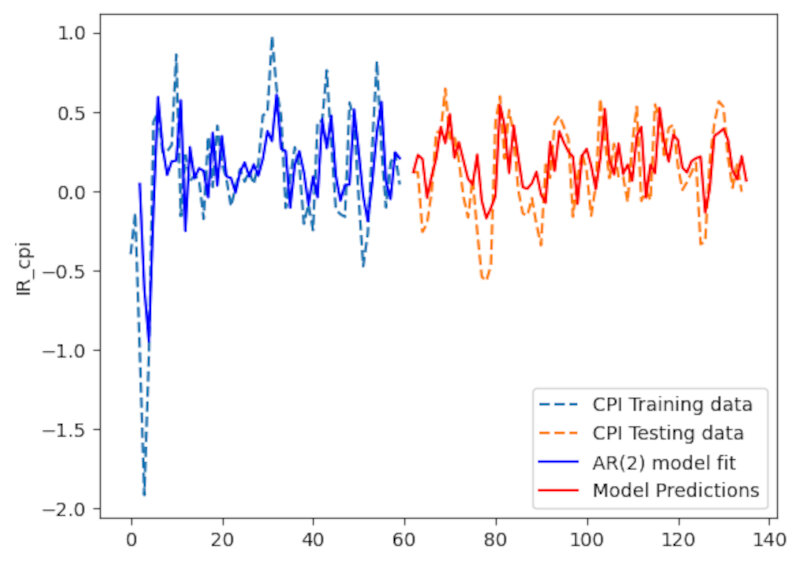 1.0
0.5
0.0
−0.5
−1.0
−1.5
−2.0
IR_cpi
0 20 40 60 80 100 120 140
CPI Training data
CPI Testing data
AR(2) model fit
Model Predictions